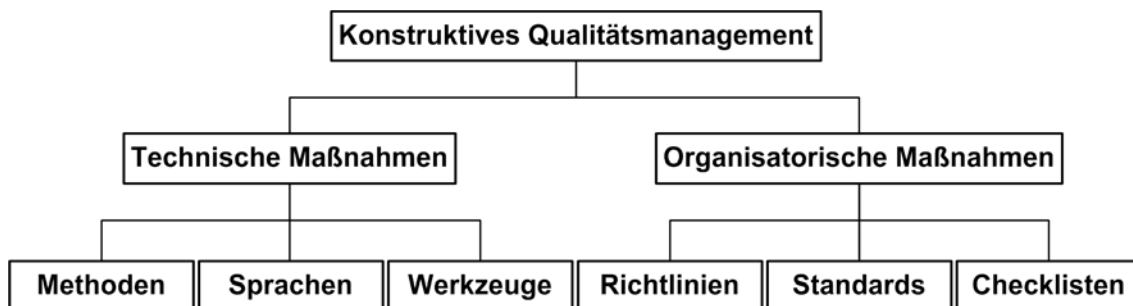 Konstruktives Qualitätsmanagement
Technische Maßnahmen
Organisatorische Maßnahmen
Methoden
Sprachen
Werkzeuge
Richtlinien
Standards
Checklisten